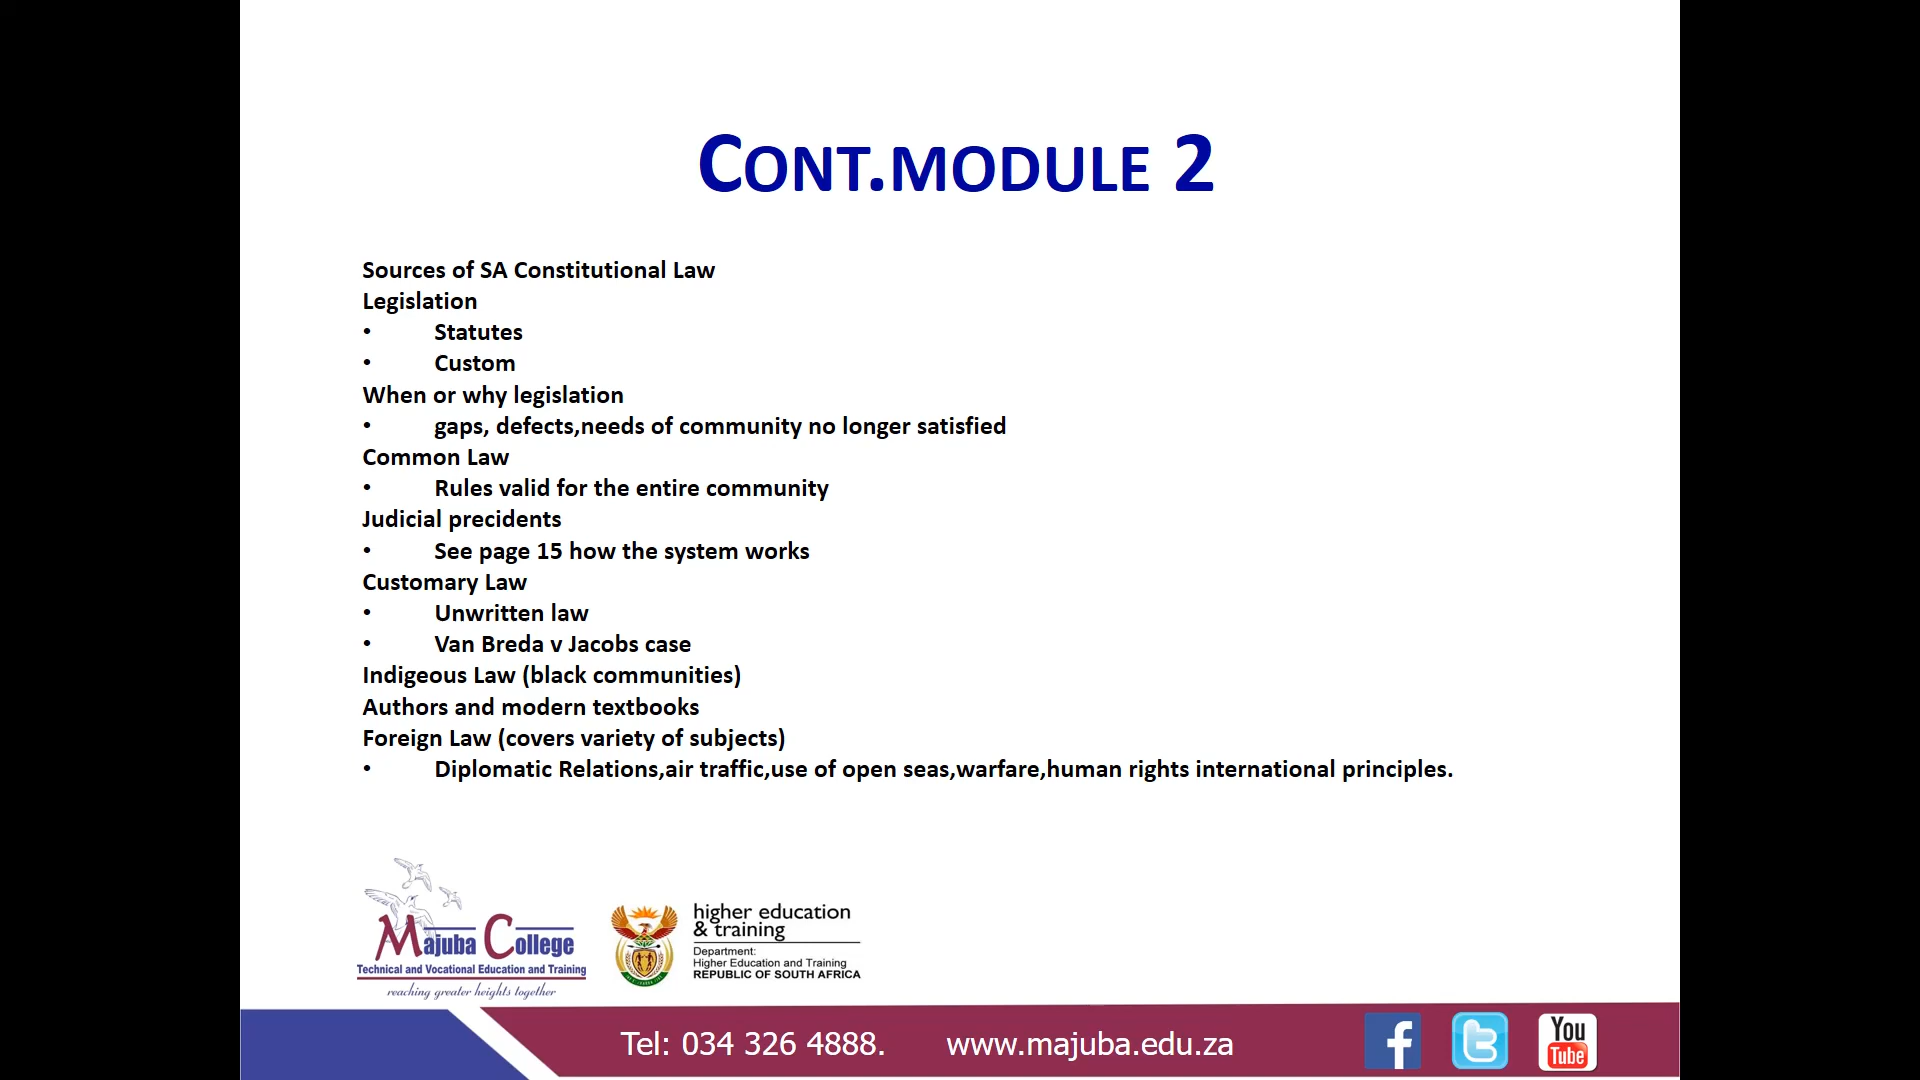 CONT.MODULE 2
Sources of SA Constitutional Law
Legislation
• Statutes
• Custom
When or why legislation
• gaps, defects,needs of community no longer satisfied
Common Law
• Rules valid for the entire community
Judicial precidents
• See page 15 how the system works
Customary Law
• Unwritten law
• Van Breda v Jacobs case
Indigeous Law (black communities)
Authors and modern textbooks
Foreign Law (covers variety of subjects)
• Diplomatic Relations,air traffic,use of open seas,warfare,human rights international principles.
Majuba College
Technical and Vocational Education and Training
reaching greater heights together
higher education
& training
Department:
Higher Education and Training
REPUBLIC OF SOUTH AFRICA
Tel: 034 326 4888. www.majuba.edu.za
You
Tube